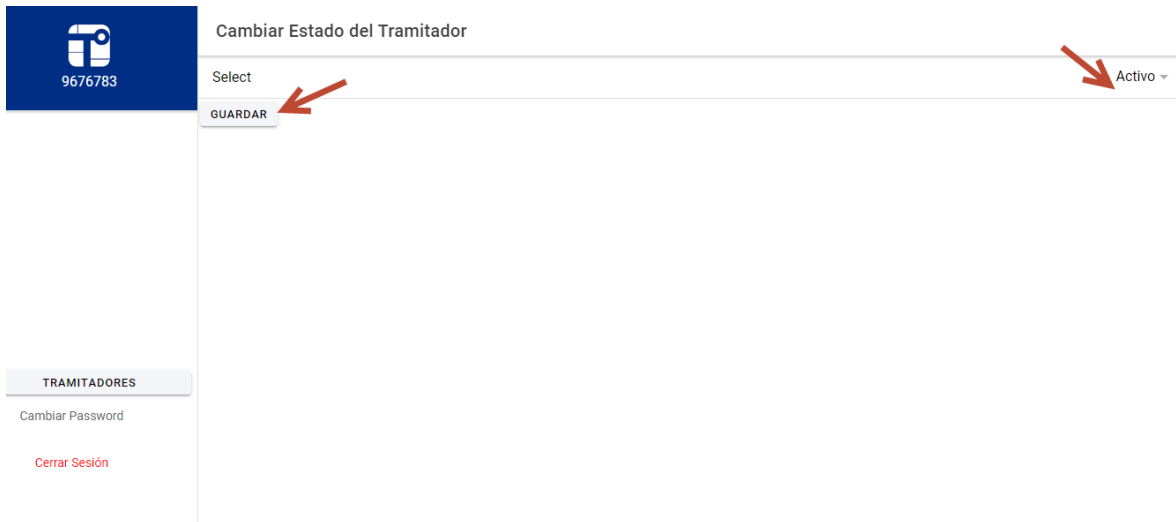 9676783
Cambiar Estado del Tramitador
Select
Activo
GUARDAR
TRAMITADORES
Cambiar Password
Cerrar Sesión